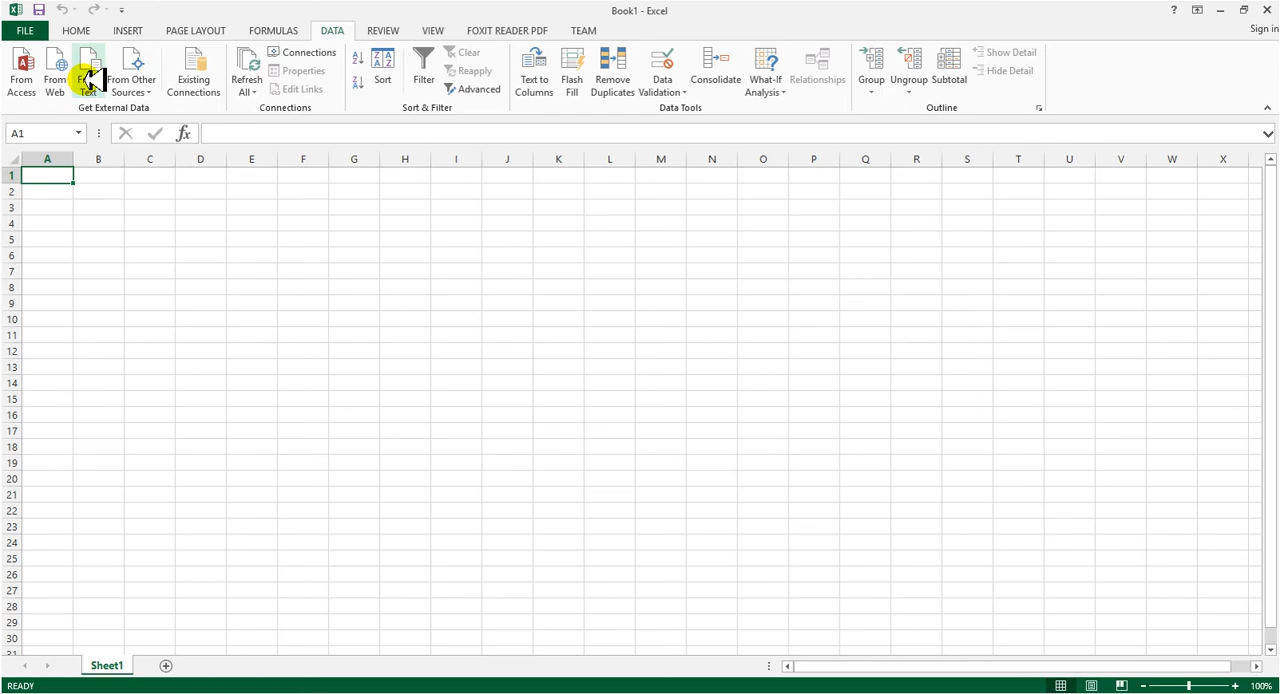 Book1 - Excel
?
FILE HOME INSERT PAGE LAYOUT FORMULAS DATA REVIEW VIEW FOXIT READER PDF TEAM
Sign in
From Access
From Web
Text
From Other Sources
Existing Connections
Get External Data
Refresh All
Connections
Properties
Edit Links
Connections
Sort
Filter
Clear
Reapply
Advanced
Sort & Filter
Text to Columns
Flash Fill
Remove Duplicates
Data Validation
Consolidate
What-If Analysis
Relationships
Data Tools
Group
Ungroup
Subtotal
Show Detail
Hide Detail
Outline
A1
fx
A B C D E F G H I J K L M N O P Q R S T U V W X
1
2
3
4
5
6
7
8
9
10
11
12
13
14
15
16
17
18
19
20
21
22
23
24
25
26
27
28
29
30
31
Sheet1
READY
100%